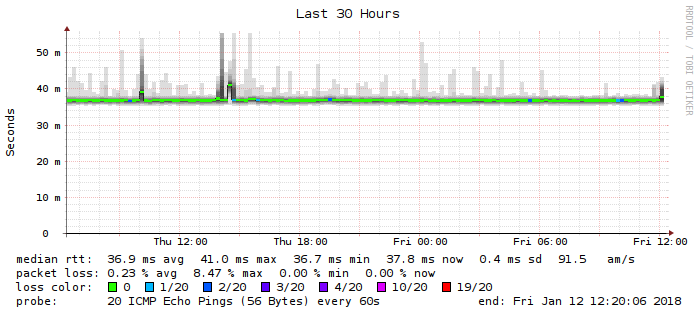 Last 30 Hours
RRDTOOL / TOBI OETIKER
Seconds
50 m
40 m
30 m
20 m
10 m
0
Thu 12:00 Thu 18:00 Fri 00:00 Fri 06:00 Fri 12:00
median rtt: 36.9 ms avg 41.0 ms max 36.7 ms min 37.8 ms now 0.4 ms sd 91.5 am/s
packet loss: 0.23 % avg 8.47 % max 0.00 % min 0.00 % now
loss color: 0 1/20 2/20 3/20 4/20 10/20 19/20
probe: 20 ICMP Echo Pings (56 Bytes) every 60s end: Fri Jan 12 12:20:06 2018